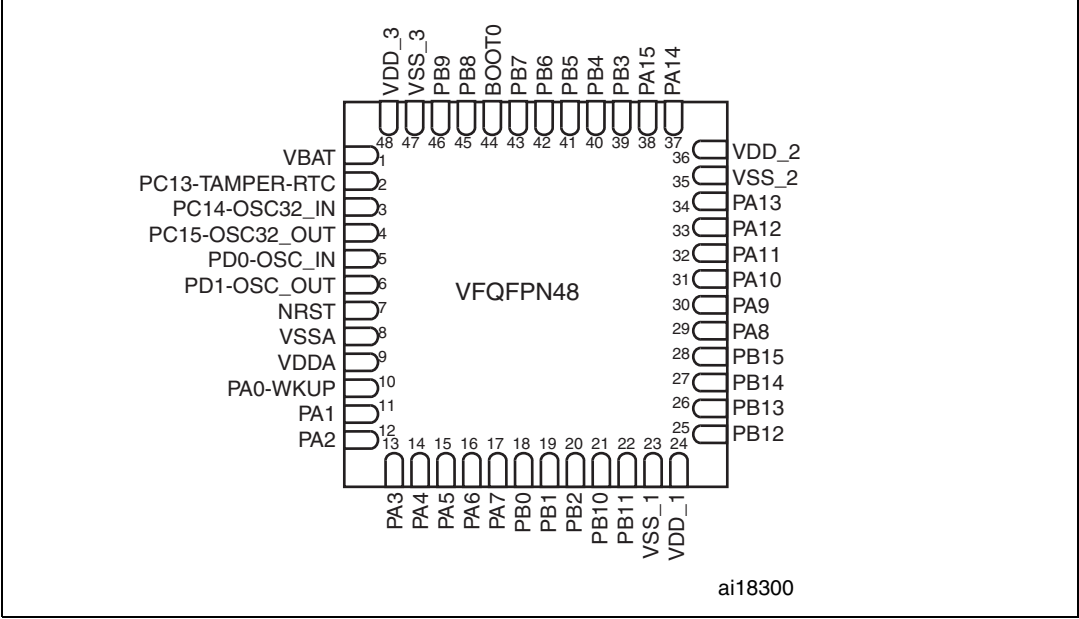 VDD_3
VSS_3
PB9
PB8
BOOT0
PB7
PB6
PB5
PB4
PB3
PA15
PA14
48 47 46 45 44 43 42 41 40 39 38 37
VBAT 1
PC13-TAMPER-RTC 2
PC14-OSC32_IN 3
PC15-OSC32_OUT 4
PD0-OSC_IN 5
PD1-OSC_OUT 6
NRST 7
VSSA 8
VDDA 9
PA0-WKUP 10
PA1 11
PA2 12
VFQFPN48
36 VDD_2
35 VSS_2
34 PA13
33 PA12
32 PA11
31 PA10
30 PA9
29 PA8
28 PB15
27 PB14
26 PB13
25 PB12
13 14 15 16 17 18 19 20 21 22 23 24
PA3
PA4
PA5
PA6
PA7
PB0
PB1
PB2
PB10
PB11
VSS_1
VDD_1
ai18300